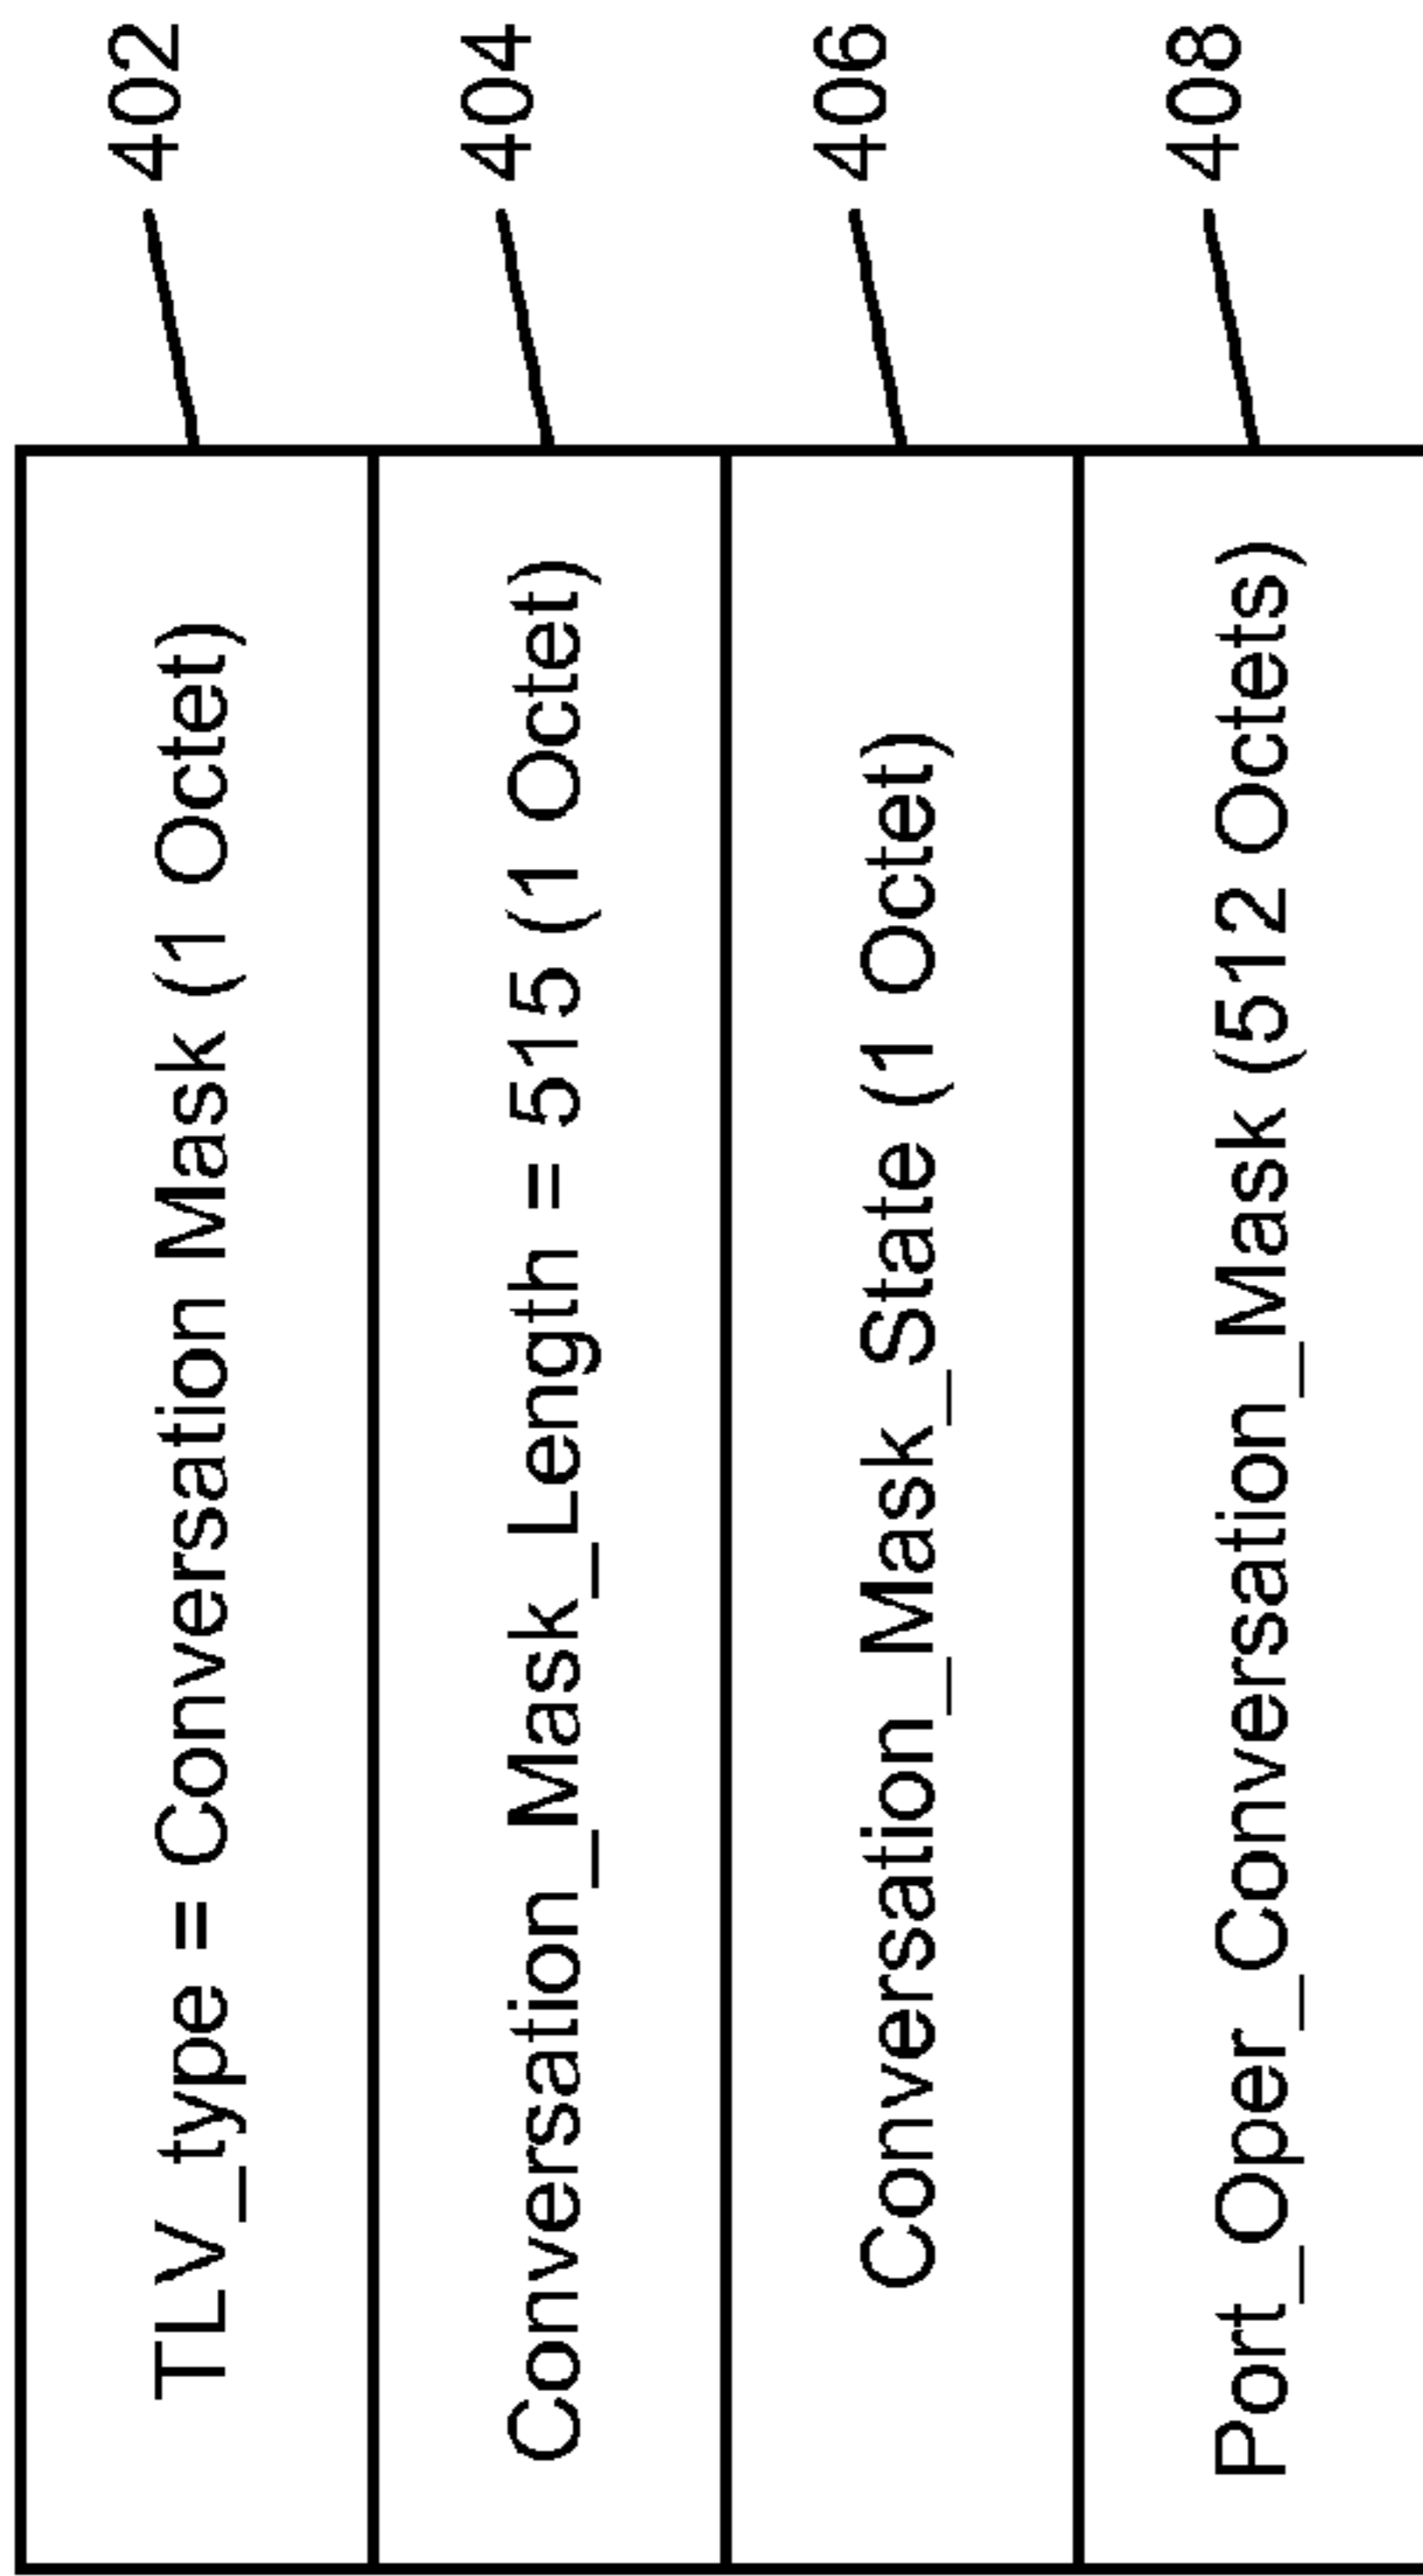 TLV_type = Conversation Mask (1 Octet) 402
Conversation_Mask_Length = 515 (1 Octet) 404
Conversation_Mask_State (1 Octet) 406
Port_Oper_Conversation_Mask (512 Octets) 408